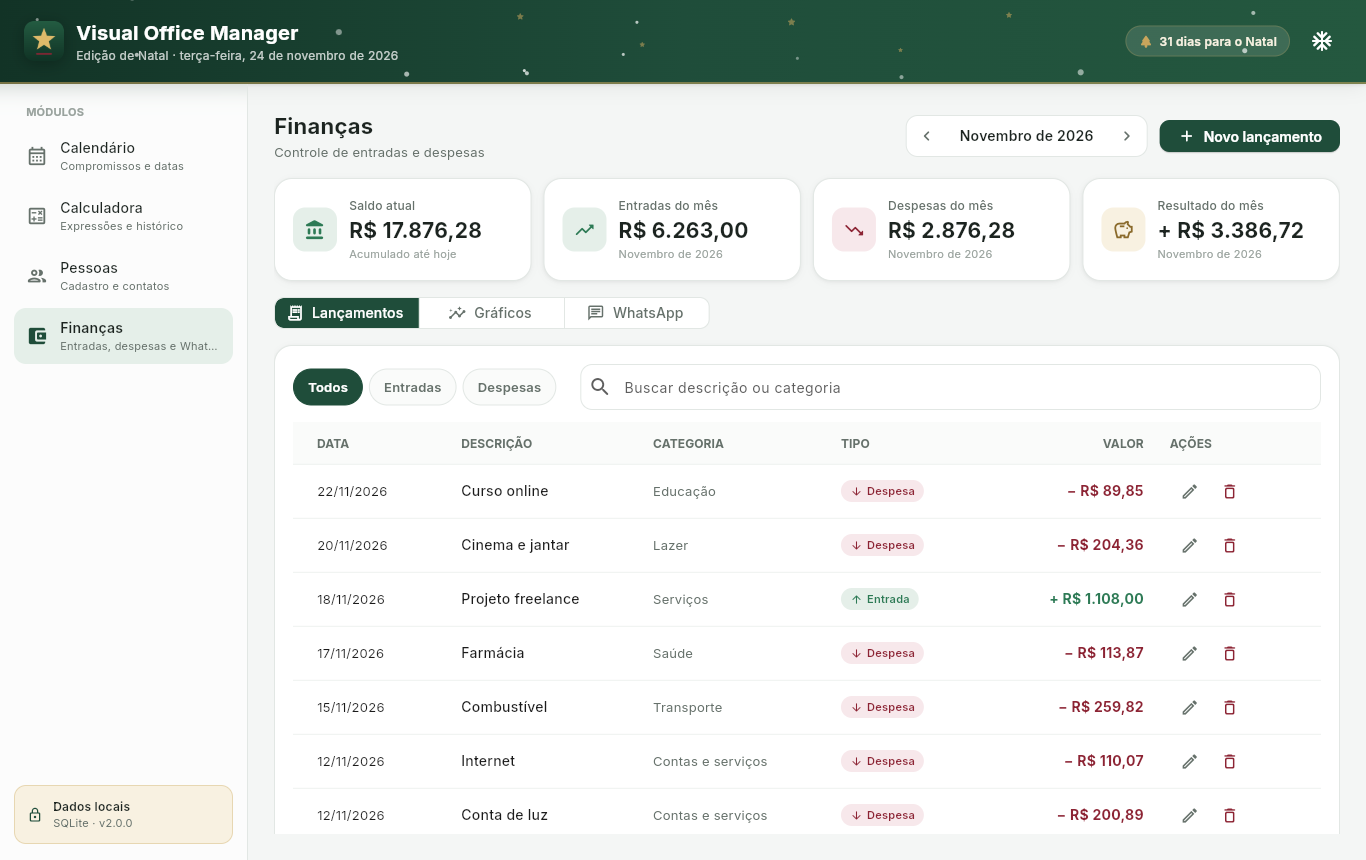 Visual Office Manager
Edição de Natal · terça-feira, 24 de novembro de 2026
31 dias para o Natal
MÓDULOS
Calendário
Compromissos e datas
Calculadora
Expressões e histórico
Pessoas
Cadastro e contatos
Finanças
Entradas, despesas e What...
Dados locais
SQLite · v2.0.0
Finanças
Controle de entradas e despesas
Novembro de 2026
Novo lançamento
Saldo atual
R$ 17.876,28
Acumulado até hoje
Entradas do mês
R$ 6.263,00
Novembro de 2026
Despesas do mês
R$ 2.876,28
Novembro de 2026
Resultado do mês
+ R$ 3.386,72
Novembro de 2026
Lançamentos
Gráficos
WhatsApp
Todos
Entradas
Despesas
Buscar descrição ou categoria
DATA DESCRIÇÃO CATEGORIA TIPO VALOR AÇÕES
22/11/2026 Curso online Educação Despesa – R$ 89,85
20/11/2026 Cinema e jantar Lazer Despesa – R$ 204,36
18/11/2026 Projeto freelance Serviços Entrada + R$ 1.108,00
17/11/2026 Farmácia Saúde Despesa – R$ 113,87
15/11/2026 Combustível Transporte Despesa – R$ 259,82
12/11/2026 Internet Contas e serviços Despesa – R$ 110,07
12/11/2026 Conta de luz Contas e serviços Despesa – R$ 200,89